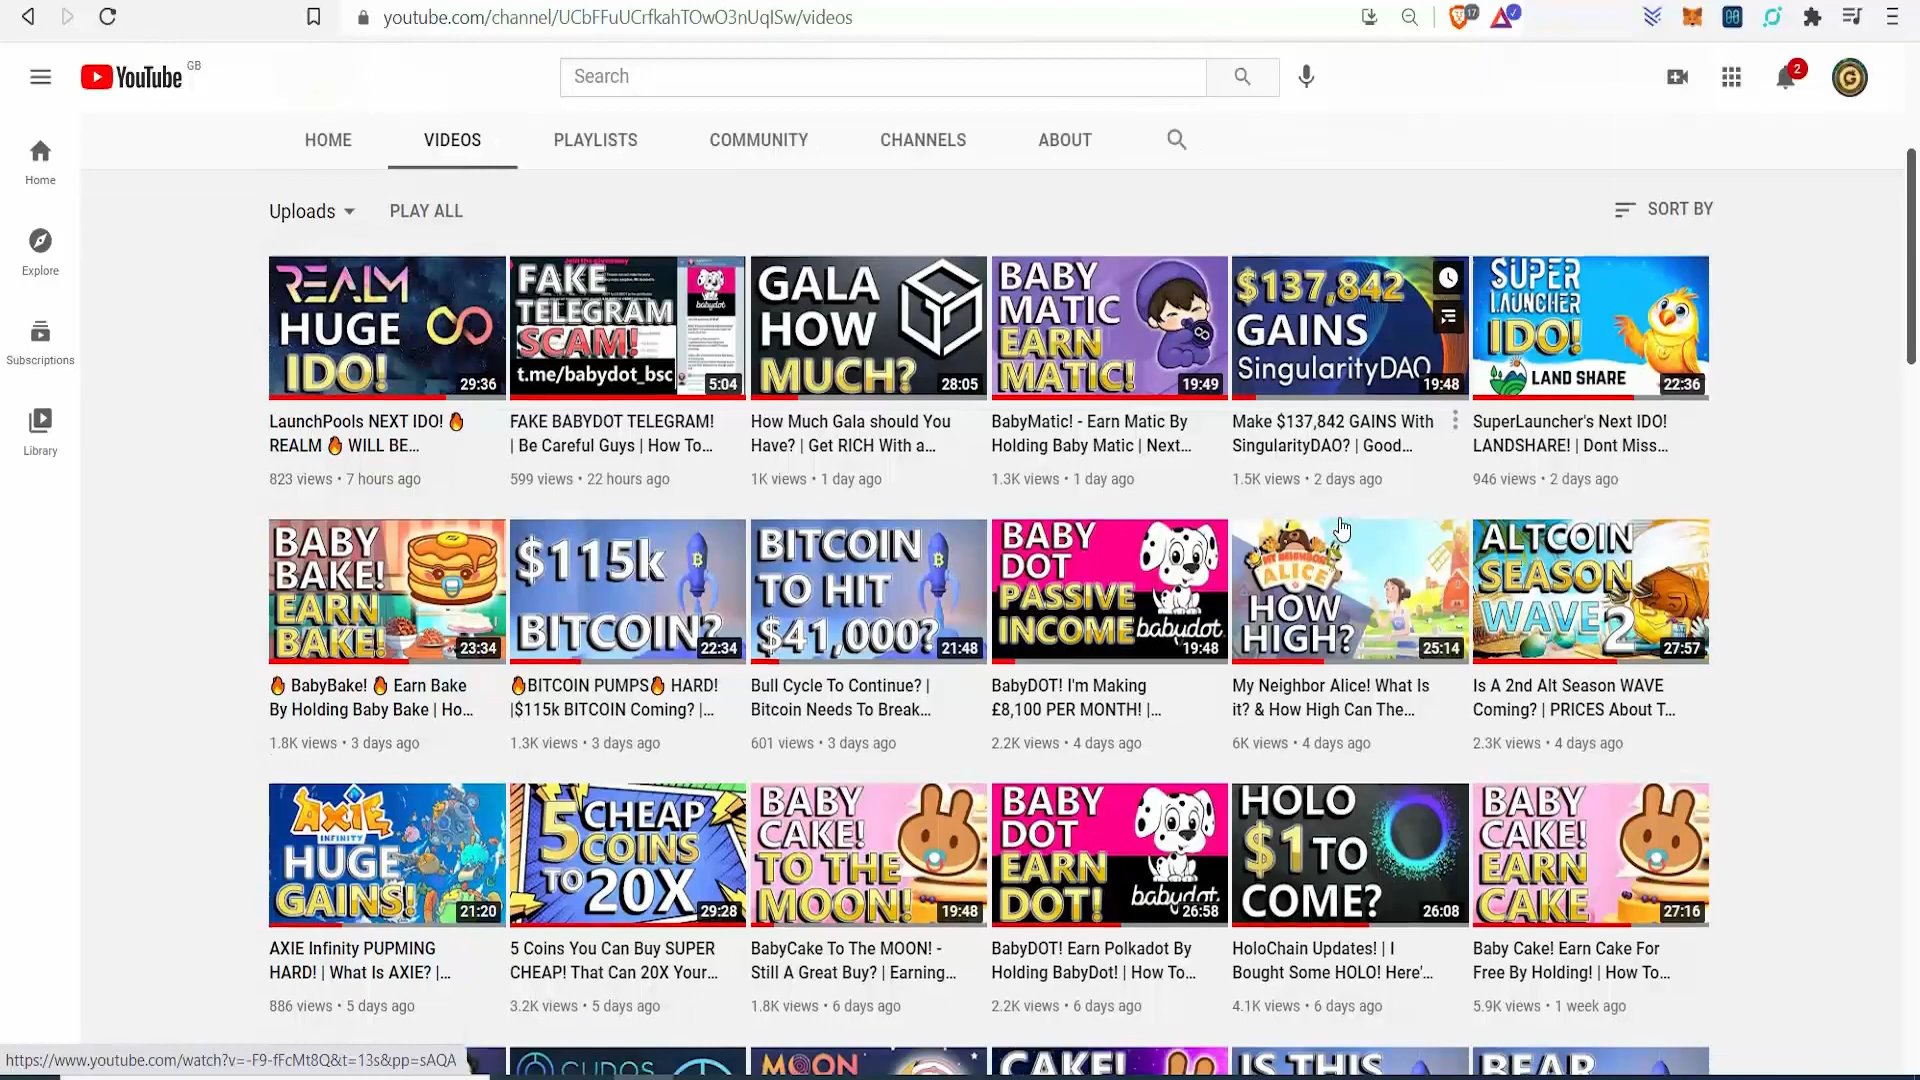 youtube.com/channel/UCbFFuUCrfkahTOwO3nUqISw/videos
17
YouTube
GB
Search
2
G
HOME
VIDEOS
PLAYLISTS
COMMUNITY
CHANNELS
ABOUT
Home
Explore
Subscriptions
Library
Uploads
PLAY ALL
SORT BY
REALM
HUGE
IDO!
29:36
FAKE
TELEGRAM
SCAM!
t.me/babydot_bsc
5:04
GALA
HOW
MUCH?
28:05
BABY
MATIC
EARN
MATIC!
19:49
$137,842
GAINS
SingularityDAO
19:48
SUPER
LAUNCHER
IDO!
LAND SHARE
22:36
LaunchPools NEXT IDO! 🔥
REALM 🔥 WILL BE...
823 views • 7 hours ago
FAKE BABYDOT TELEGRAM!
| Be Careful Guys | How To...
599 views • 22 hours ago
How Much Gala should You
Have? | Get RICH With a...
1K views • 1 day ago
BabyMatic! - Earn Matic By
Holding Baby Matic | Next...
1.3K views • 1 day ago
Make $137,842 GAINS With
SingularityDAO? | Good...
1.5K views • 2 days ago
SuperLauncher's Next IDO!
LANDSHARE! | Dont Miss...
946 views • 2 days ago
BABY
BAKE!
EARN
BAKE!
23:34
$115k
BITCOIN?
22:34
BITCOIN
TO HIT
$41,000?
21:48
BABY
DOT
PASSIVE
INCOME
babydot
19:48
MY NEIGHBOR
ALICE
HOW
HIGH?
25:14
ALTCOIN
SEASON
WAVE
2
27:57
🔥 BabyBake! 🔥 Earn Bake
By Holding Baby Bake | Ho...
1.8K views • 3 days ago
🔥BITCOIN PUMPS🔥 HARD!
|$115k BITCOIN Coming? |...
1.3K views • 3 days ago
Bull Cycle To Continue? |
Bitcoin Needs To Break...
601 views • 3 days ago
BabyDOT! I'm Making
£8,100 PER MONTH! |...
2.2K views • 4 days ago
My Neighbor Alice! What Is
it? & How High Can The...
6K views • 4 days ago
Is A 2nd Alt Season WAVE
Coming? | PRICES About T...
2.3K views • 4 days ago
AXIE
INFINITY
HUGE
GAINS!
21:20
5 CHEAP
COINS
TO 20X
29:28
BABY
CAKE!
TO THE
MOON!
19:48
BABY
DOT
EARN
DOT!
babydot
26:58
HOLO
$1 TO
COME?
26:08
BABY
CAKE!
EARN
CAKE
27:16
AXIE Infinity PUPMING
HARD! | What Is AXIE? |...
886 views • 5 days ago
5 Coins You Can Buy SUPER
CHEAP! That Can 20X Your...
3.2K views • 5 days ago
BabyCake To The MOON! -
Still A Great Buy? | Earning...
1.8K views • 6 days ago
BabyDOT! Earn Polkadot By
Holding BabyDot! | How To...
2.2K views • 6 days ago
HoloChain Updates! | I
Bought Some HOLO! Here'...
4.1K views • 6 days ago
Baby Cake! Earn Cake For
Free By Holding! | How To...
5.9K views • 1 week ago
https://www.youtube.com/watch?v=-F9-fFcMt8Q&t=13s&pp=sAQA
CUDOS
MOON
CAKE!
IS THIS
BEAR